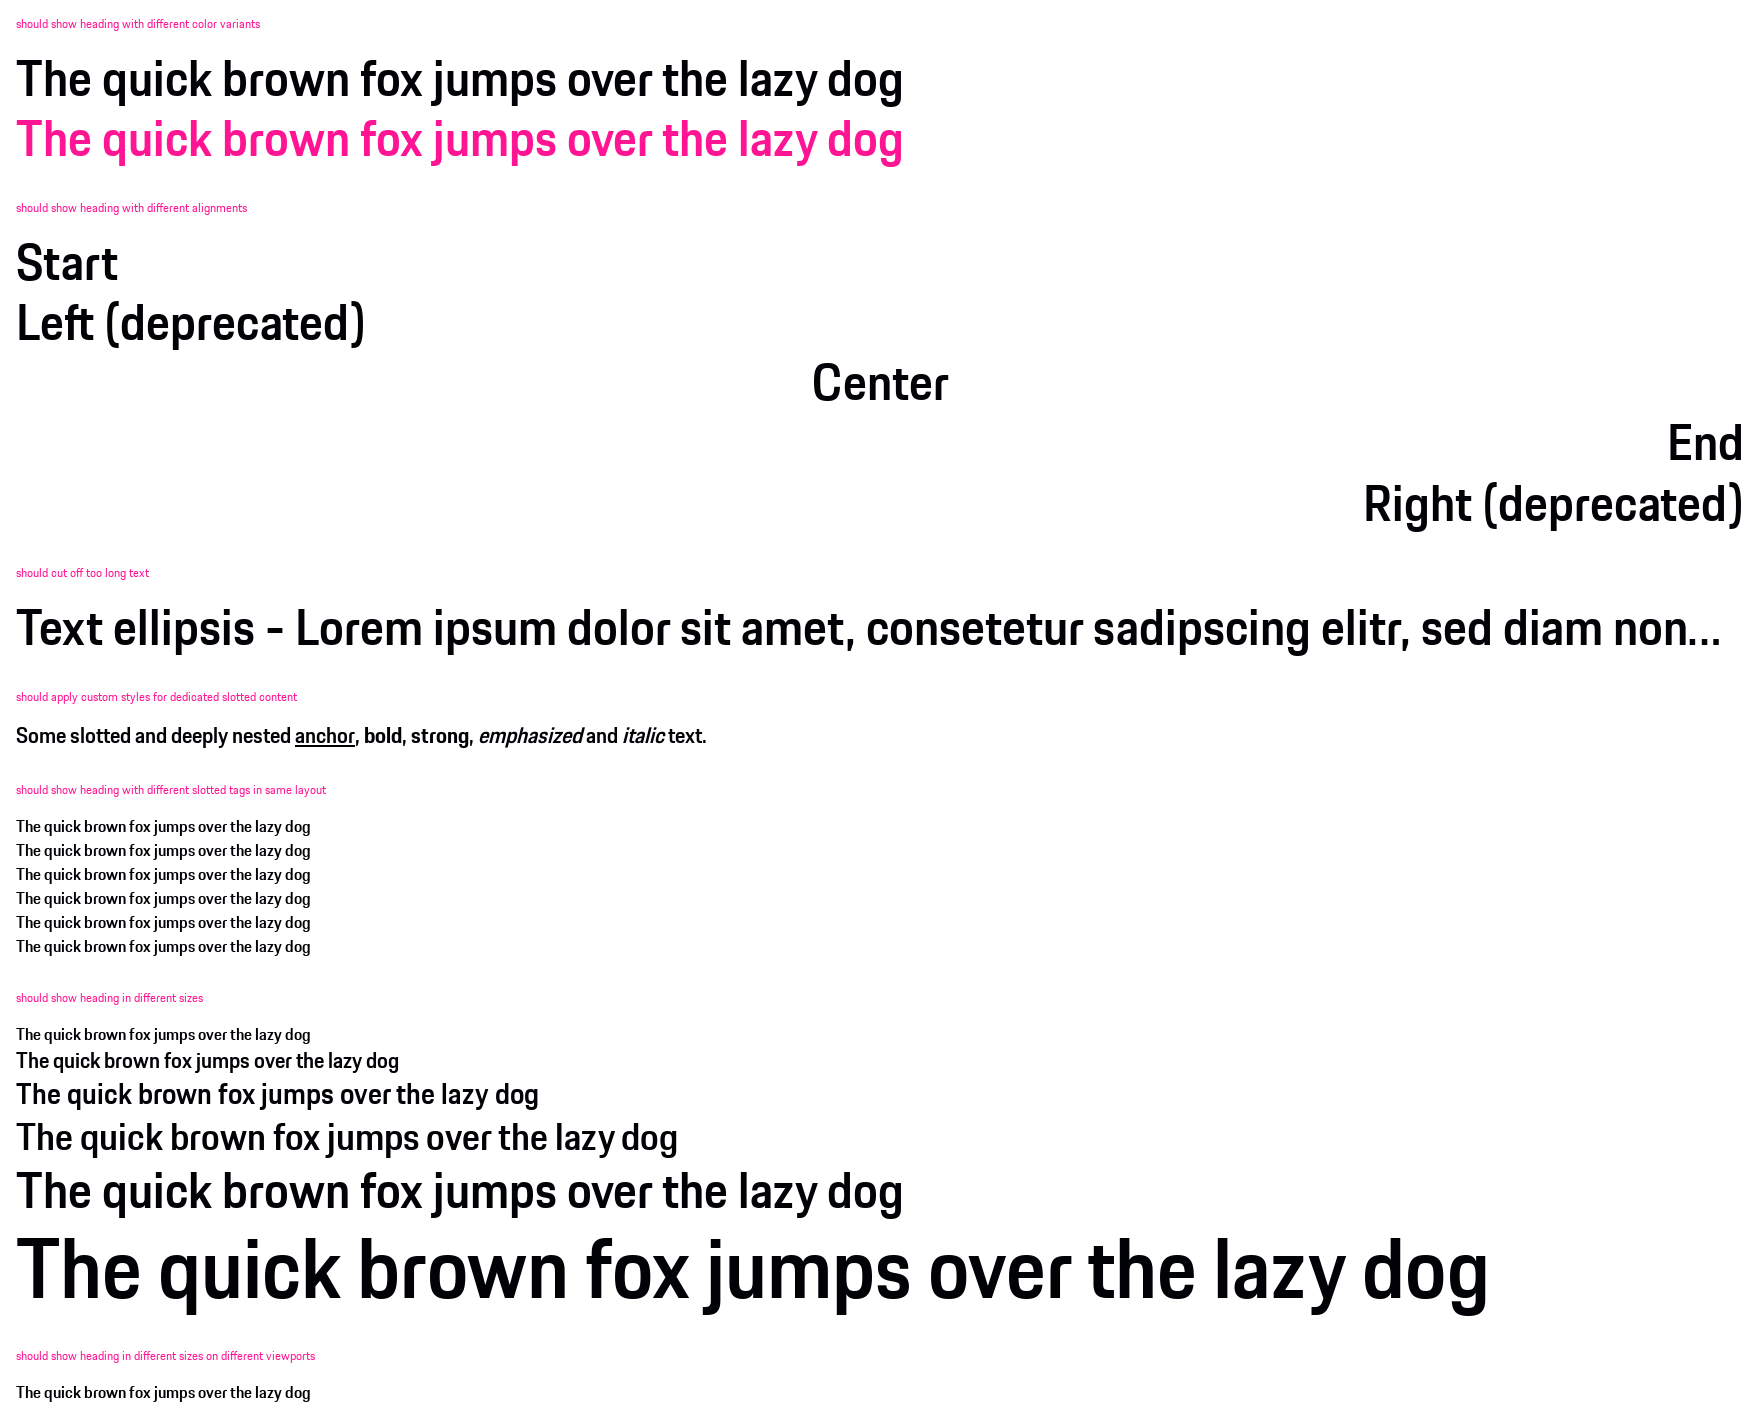 should show heading with different color variants
The quick brown fox jumps over the lazy dog
The quick brown fox jumps over the lazy dog
should show heading with different alignments
Start
Left (deprecated)
Center
End
Right (deprecated)
should cut off too long text
Text ellipsis - Lorem ipsum dolor sit amet, consetetur sadipscing elitr, sed diam non…
should apply custom styles for dedicated slotted content
Some slotted and deeply nested anchor, bold, strong, emphasized and italic text.
should show heading with different slotted tags in same layout
The quick brown fox jumps over the lazy dog
The quick brown fox jumps over the lazy dog
The quick brown fox jumps over the lazy dog
The quick brown fox jumps over the lazy dog
The quick brown fox jumps over the lazy dog
The quick brown fox jumps over the lazy dog
should show heading in different sizes
The quick brown fox jumps over the lazy dog
The quick brown fox jumps over the lazy dog
The quick brown fox jumps over the lazy dog
The quick brown fox jumps over the lazy dog
The quick brown fox jumps over the lazy dog
The quick brown fox jumps over the lazy dog
should show heading in different sizes on different viewports
The quick brown fox jumps over the lazy dog